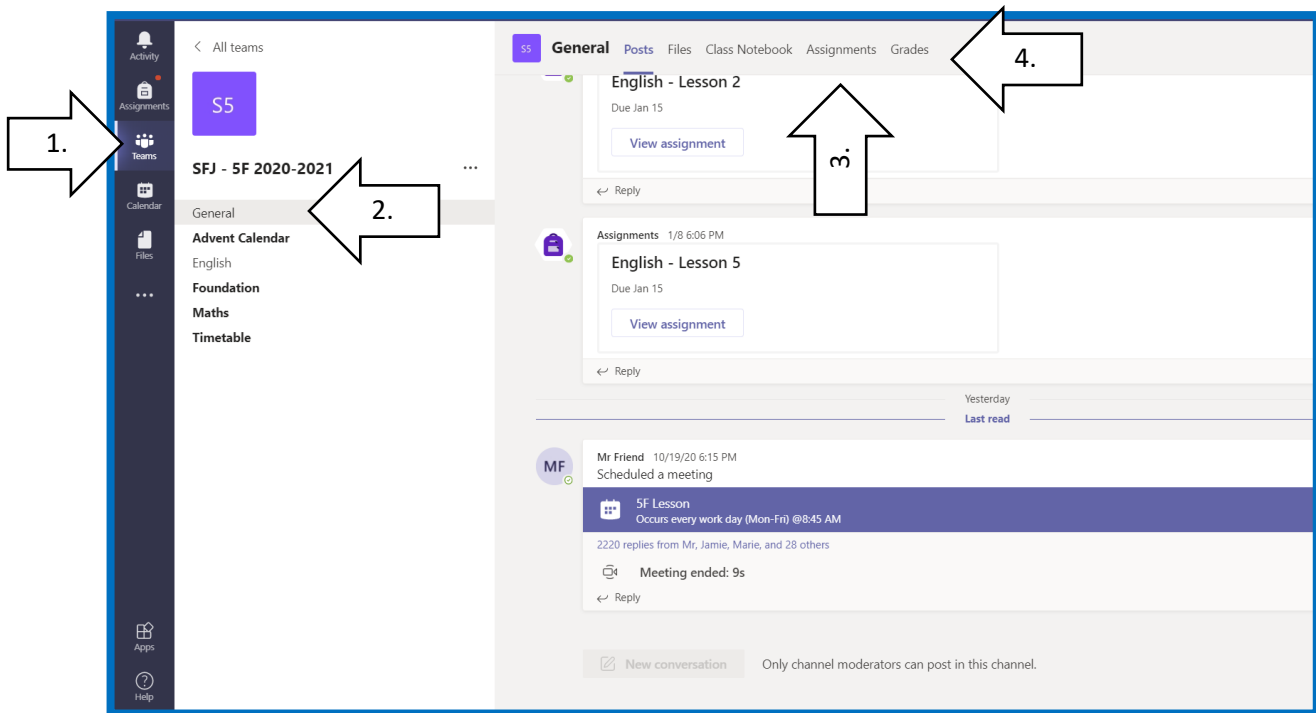 Activity
Assignments
1.
Teams
Calendar
Files
Apps
Help
All teams
S5
SFJ - 5F 2020-2021
General
2.
Advent Calendar
English
Foundation
Maths
Timetable
S5 General Posts Files Class Notebook Assignments Grades
4.
English - Lesson 2
Due Jan 15
View assignment
3.
Reply
Assignments 1/8 6:06 PM
English - Lesson 5
Due Jan 15
View assignment
Reply
Yesterday
Last read
MF
Mr Friend 10/19/20 6:15 PM
Scheduled a meeting
5F Lesson
Occurs every work day (Mon-Fri) @8:45 AM
2220 replies from Mr, Jamie, Marie, and 28 others
Meeting ended: 9s
Reply
New conversation Only channel moderators can post in this channel.